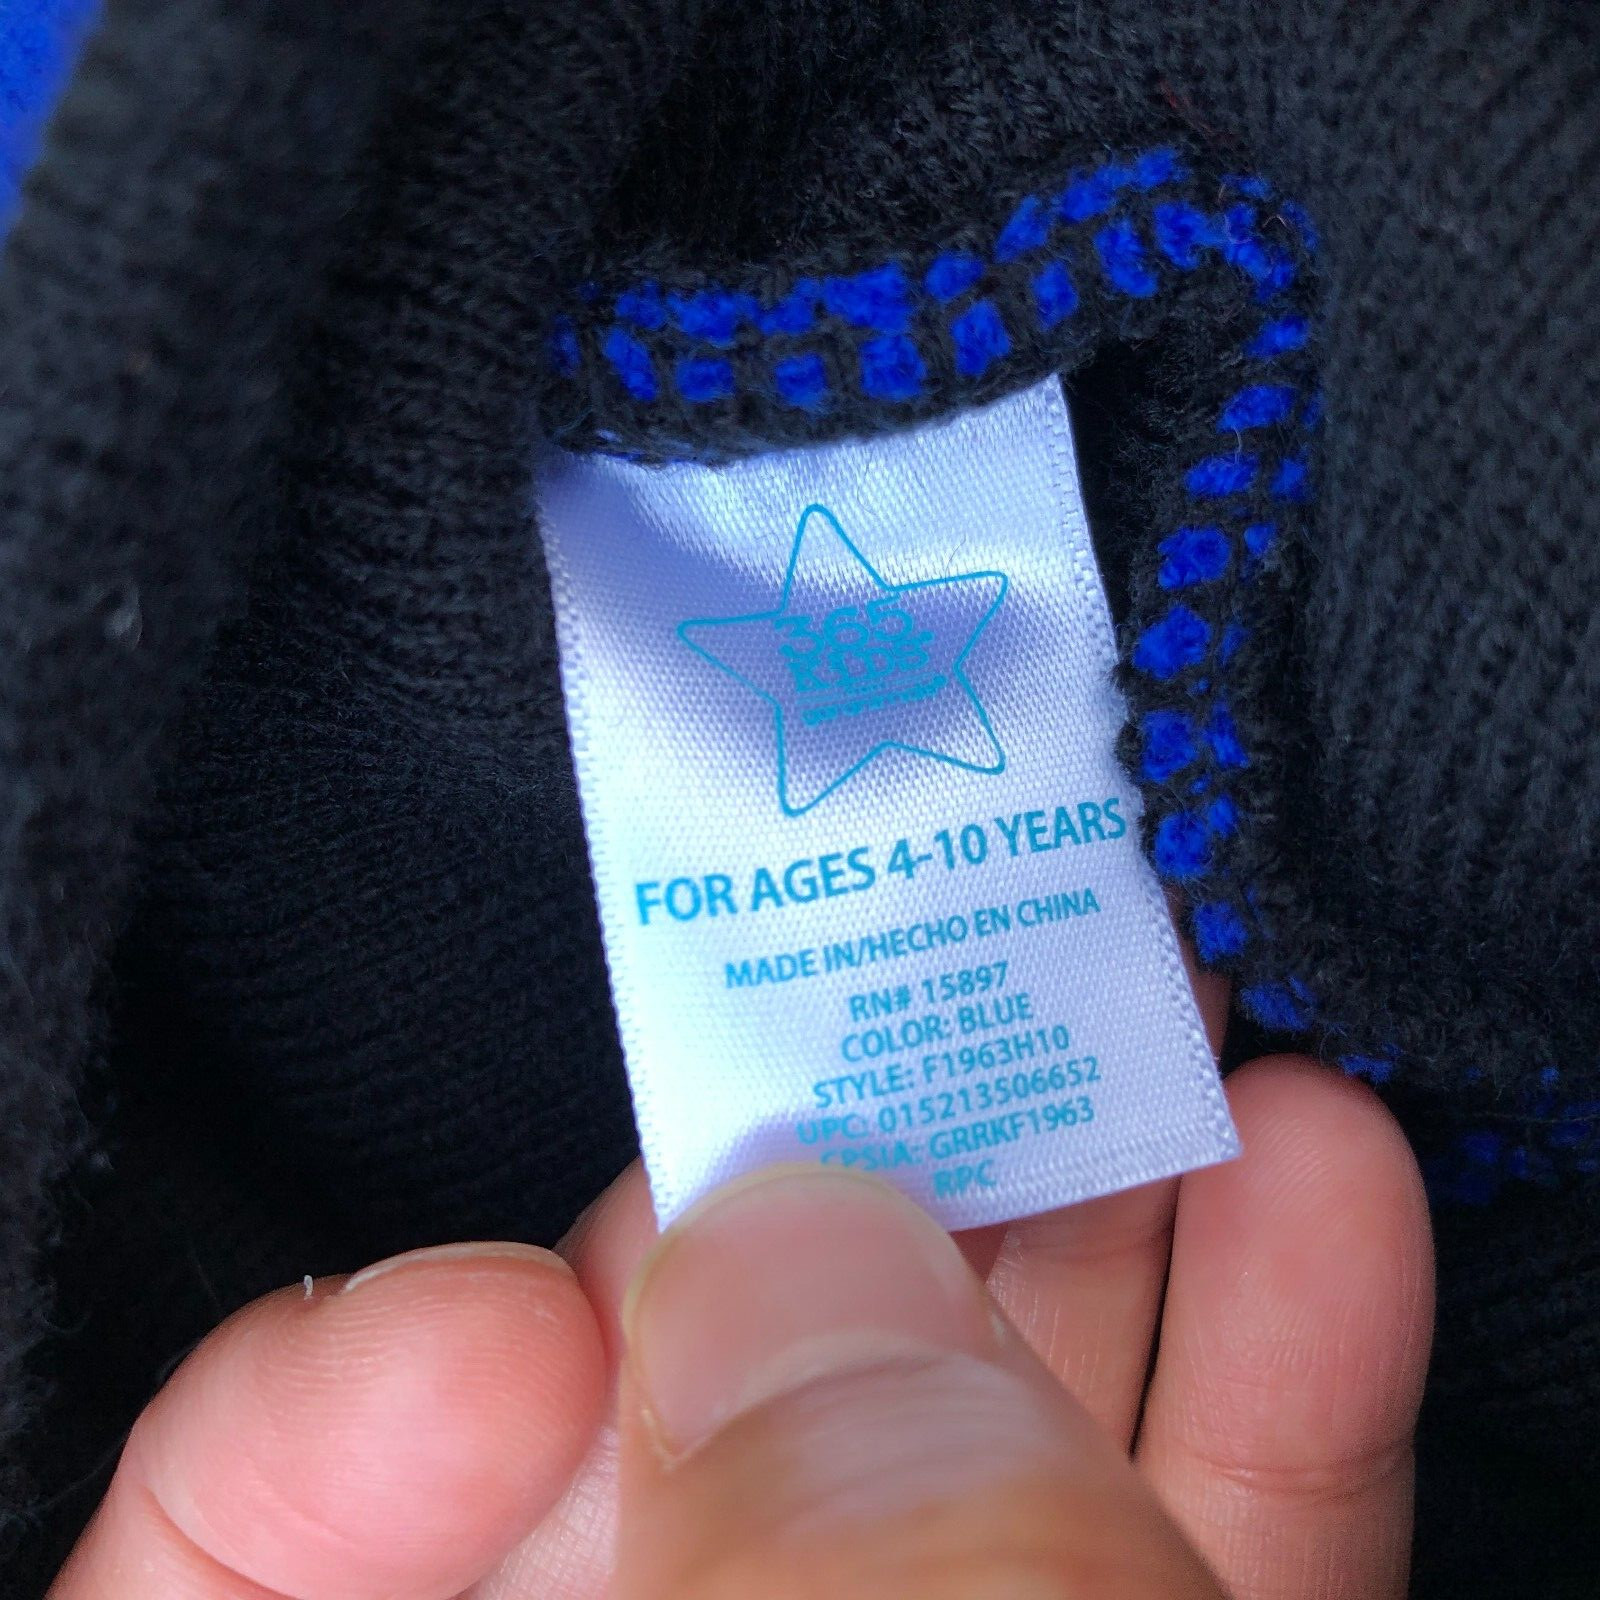 365
KIDS
FOR AGES 4-10 YEARS
MADE IN/HECHO EN CHINA
RN# 15897
COLOR: BLUE
STYLE: F1963H10
UPC: 015213506652
CPSIA: GRRKF1963
RPC